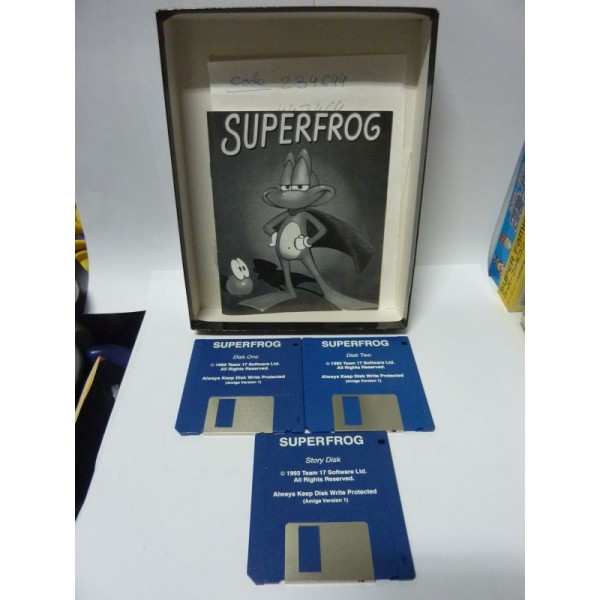 code 234644
SUPERFROG
SUPERFROG
Disk One
© 1993 Team 17 Software Ltd.
All Rights Reserved.
Always Keep Disk Write Protected
(Amiga Version 1)
SUPERFROG
Disk Two
© 1993 Team 17 Software Ltd.
All Rights Reserved.
Always Keep Disk Write Protected
(Amiga Version 1)
SUPERFROG
Story Disk
© 1993 Team 17 Software Ltd.
All Rights Reserved.
Always Keep Disk Write Protected
(Amiga Version 1)